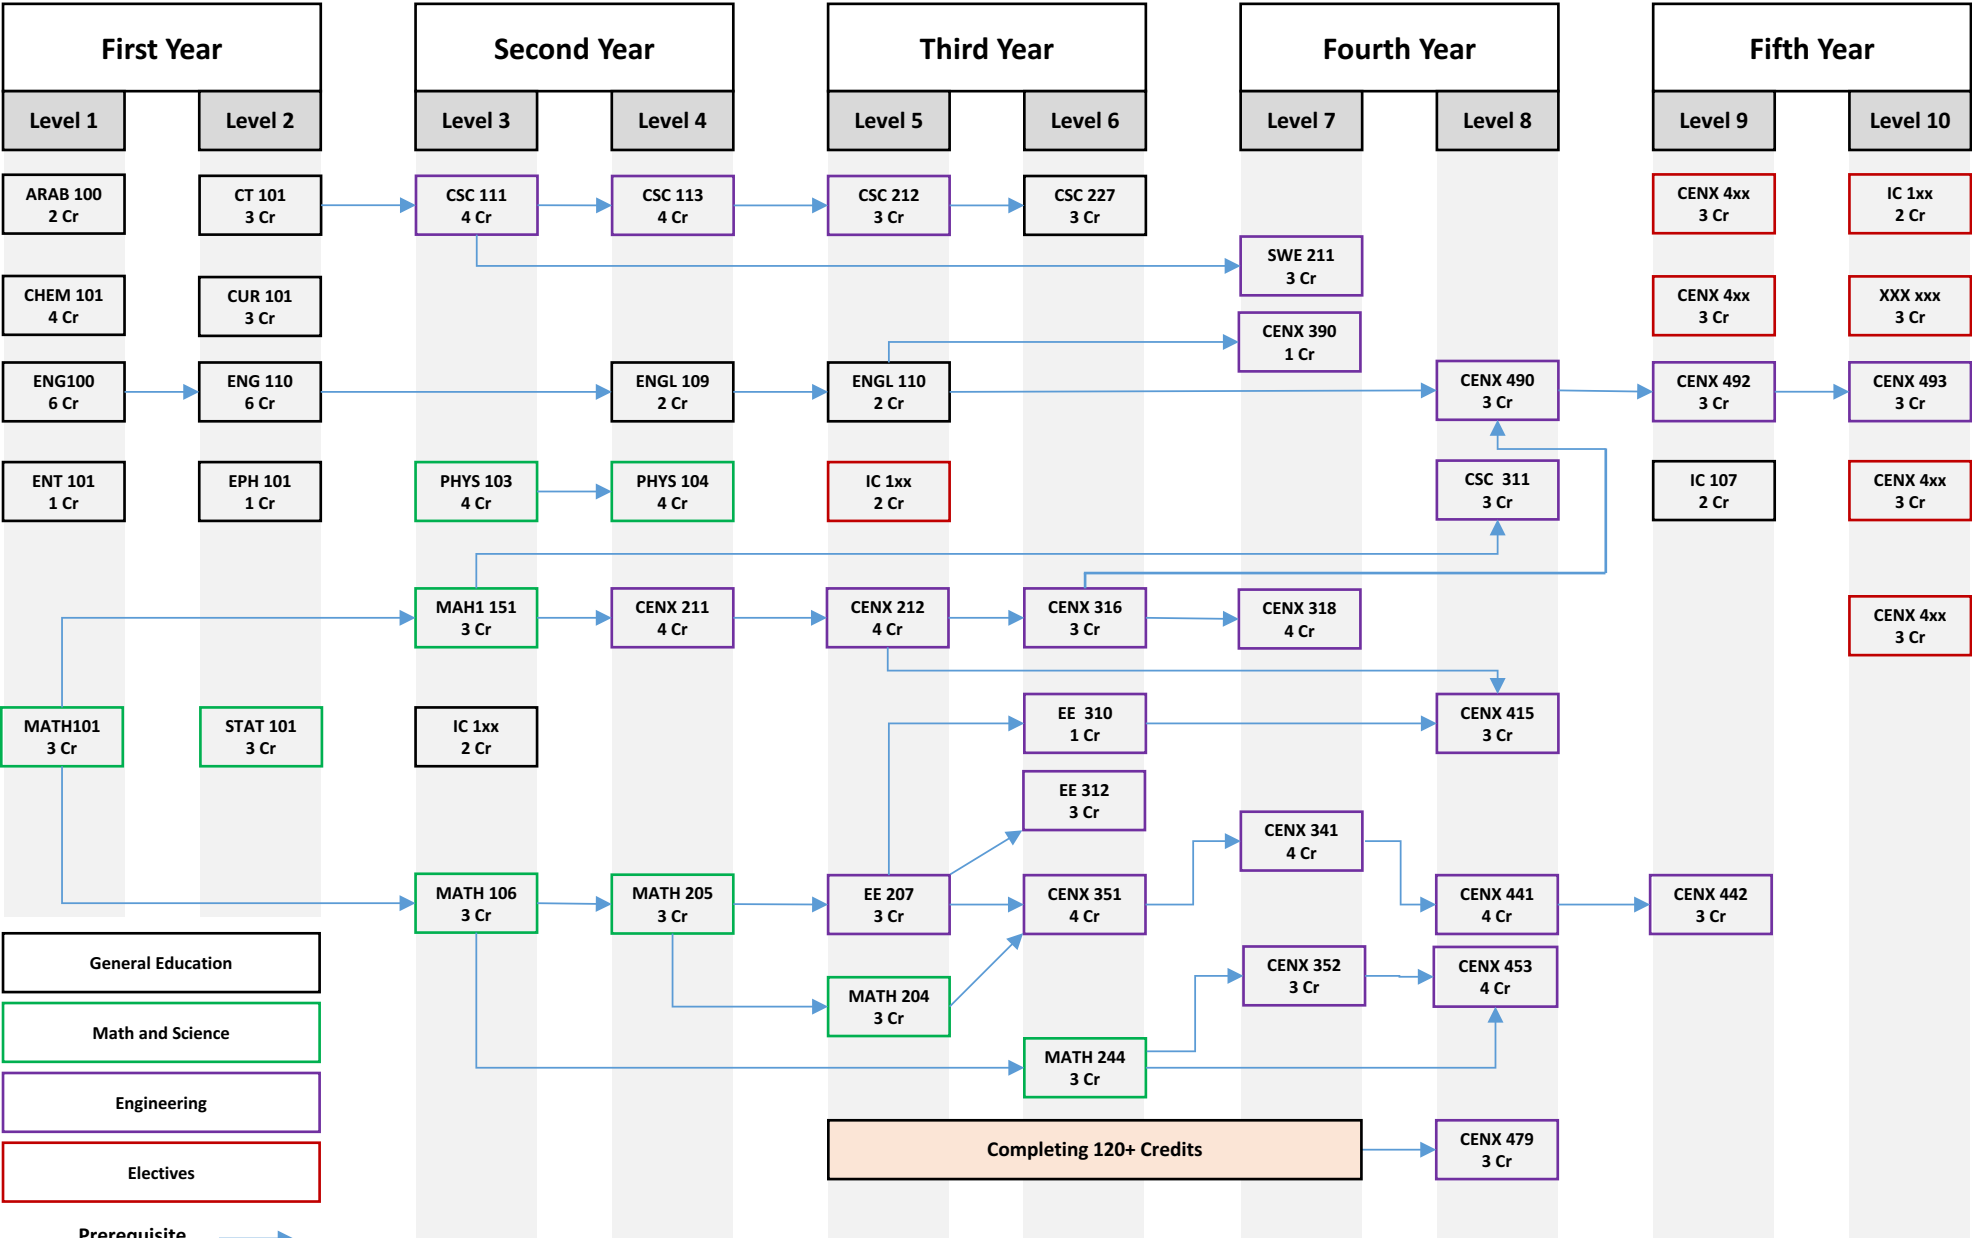 First Year
Second Year
Third Year
Fourth Year
Fifth Year
Level 1
Level 2
Level 3
Level 4
Level 5
Level 6
Level 7
Level 8
Level 9
Level 10
ARAB 100
2 Cr
CT 101
3 Cr
CSC 111
4 Cr
CSC 113
4 Cr
CSC 212
3 Cr
CSC 227
3 Cr
CENX 4xx
3 Cr
IC 1xx
2 Cr
SWE 211
3 Cr
CHEM 101
4 Cr
CUR 101
3 Cr
CENX 4xx
3 Cr
XXX xxx
3 Cr
CENX 390
1 Cr
ENG100
6 Cr
ENG 110
6 Cr
ENGL 109
2 Cr
ENGL 110
2 Cr
CENX 490
3 Cr
CENX 492
3 Cr
CENX 493
3 Cr
ENT 101
1 Cr
EPH 101
1 Cr
PHYS 103
4 Cr
PHYS 104
4 Cr
IC 1xx
2 Cr
CSC  311
3 Cr
IC 107
2 Cr
CENX 4xx
3 Cr
MAH1 151
3 Cr
CENX 211
4 Cr
CENX 212
4 Cr
CENX 316
3 Cr
CENX 318
4 Cr
CENX 4xx
3 Cr
MATH101
3 Cr
STAT 101
3 Cr
IC 1xx
2 Cr
EE  310
1 Cr
CENX 415
3 Cr
EE 312
3 Cr
CENX 341
4 Cr
MATH 106
3 Cr
MATH 205
3 Cr
EE 207
3 Cr
CENX 351
4 Cr
CENX 441
4 Cr
CENX 442
3 Cr
General Education
CENX 352
3 Cr
CENX 453
4 Cr
MATH 204
3 Cr
Math and Science
MATH 244
3 Cr
Engineering
Completing 120+ Credits
CENX 479
3 Cr
Electives
Prerequisite